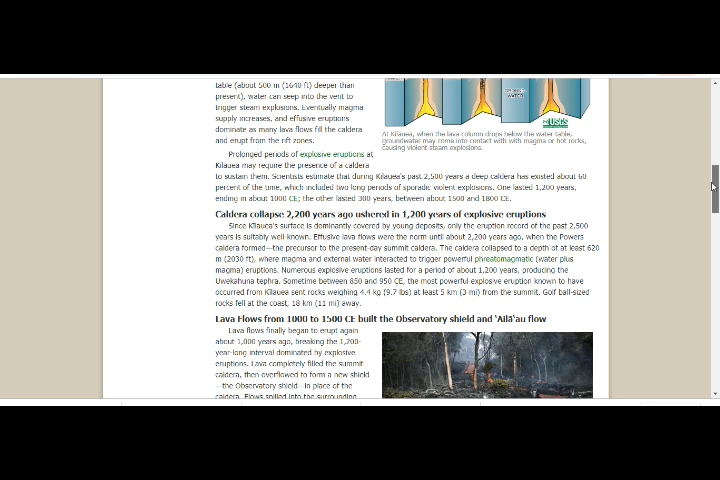 table (about 500 m (1640 ft) deeper than
present), water can seep into the vent to
trigger steam explosions. Eventually magma
supply increases, and effusive eruptions
dominate as many lava flows fill the caldera
and erupt from the rift zones.
WATER
USGS
At Kilauea, when the lava column drops below the water table,
groundwater may come into contact with with magma or hot rocks,
causing violent steam explosions.
Prolonged periods of explosive eruptions at
Kīlauea may require the presence of a caldera
to sustain them. Scientists estimate that during Kīlauea's past 2,500 years a deep caldera has existed about 60
percent of the time, which included two long periods of sporadic violent explosions. One lasted 1,200 years,
ending in about 1000 CE; the other lasted 300 years, between about 1500 and 1800 CE.
Caldera collapse 2,200 years ago ushered in 1,200 years of explosive eruptions
Since Kīlauea's surface is dominantly covered by young deposits, only the eruption record of the past 2,500
years is suitably well-known. Effusive lava flows were the norm until about 2,200 years ago, when the Powers
caldera formed—the precursor to the present-day summit caldera. The caldera collapsed to a depth of at least 620
m (2030 ft), where magma and external water interacted to trigger powerful phreatomagmatic (water plus
magma) eruptions. Numerous explosive eruptions lasted for a period of about 1,200 years, producing the
Uwekahuna tephra. Sometime between 850 and 950 CE, the most powerful explosive eruption known to have
occurred from Kīlauea sent rocks weighing 4.4 kg (9.7 lbs) at least 5 km (3 mi) from the summit. Golf ball-sized
rocks fell at the coast, 18 km (11 mi) away.
Lava Flows from 1000 to 1500 CE built the Observatory shield and ʻAilāʻau flow
Lava flows finally began to erupt again
about 1,000 years ago, breaking the 1,200-
year-long interval dominated by explosive
eruptions. Lava completely filled the summit
caldera, then overflowed to form a new shield
—the Observatory shield—in place of the
caldera. Flows spilled into the surrounding